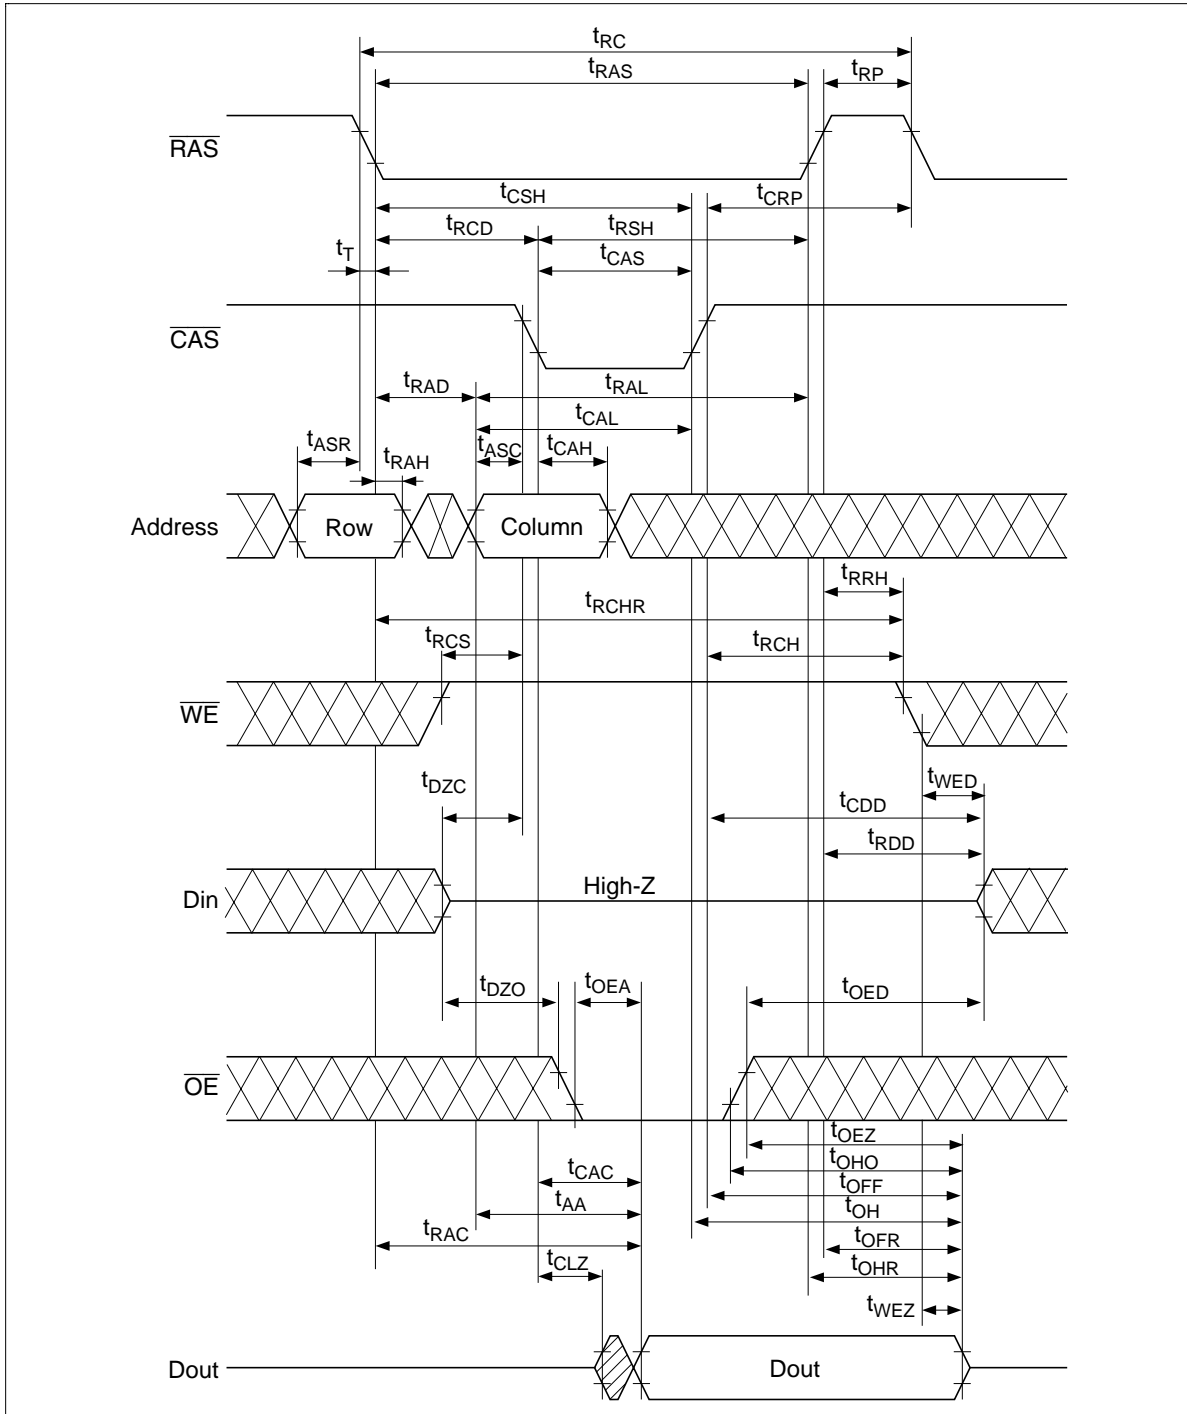 tRC
tRAS
tRP
RAS
tCSH
tCRP
tRCD
tRSH
tT
tCAS
CAS
tRAD
tRAL
tCAL
tASR
tASC
tCAH
tRAH
Address
Row
Column
tRRH
tRCHR
tRCS
tRCH
WE
tDZC
tWED
tCDD
tRDD
High-Z
Din
tDZO
tOEA
tOED
OE
tOEZ
tCAC
tOHO
tOFF
tAA
tOH
tRAC
tOFR
tCLZ
tOHR
tWEZ
Dout
Dout